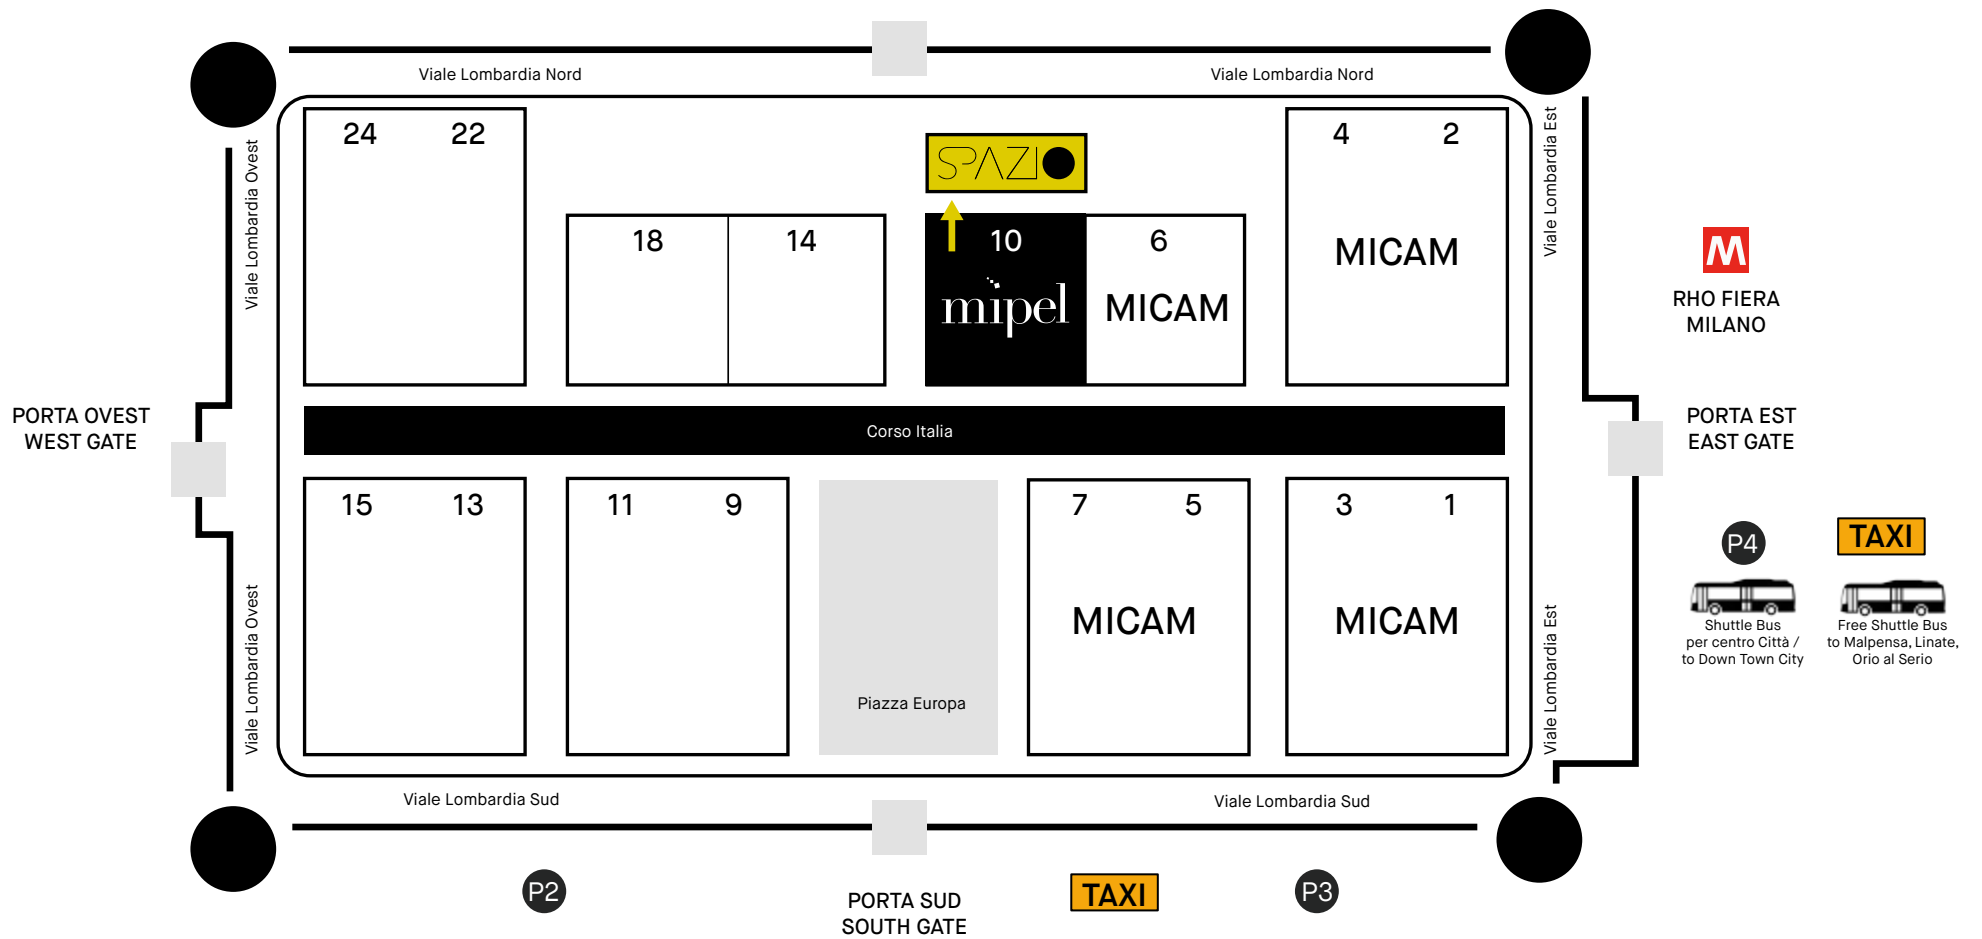 Viale Lombardia Nord
Viale Lombardia Nord
24 22
4 2
SPAZIO
Viale Lombardia Ovest
Viale Lombardia Est
18 14
10 6
MICAM
mipel
MICAM
M
RHO FIERA
MILANO
PORTA OVEST
WEST GATE
Corso Italia
PORTA EST
EAST GATE
15 13
11 9
7 5
3 1
P4
TAXI
MICAM
MICAM
Shuttle Bus
per centro Città /
to Down Town City
Free Shuttle Bus
to Malpensa, Linate,
Orio al Serio
Viale Lombardia Ovest
Viale Lombardia Est
Piazza Europa
Viale Lombardia Sud
Viale Lombardia Sud
P2
PORTA SUD
SOUTH GATE
TAXI
P3